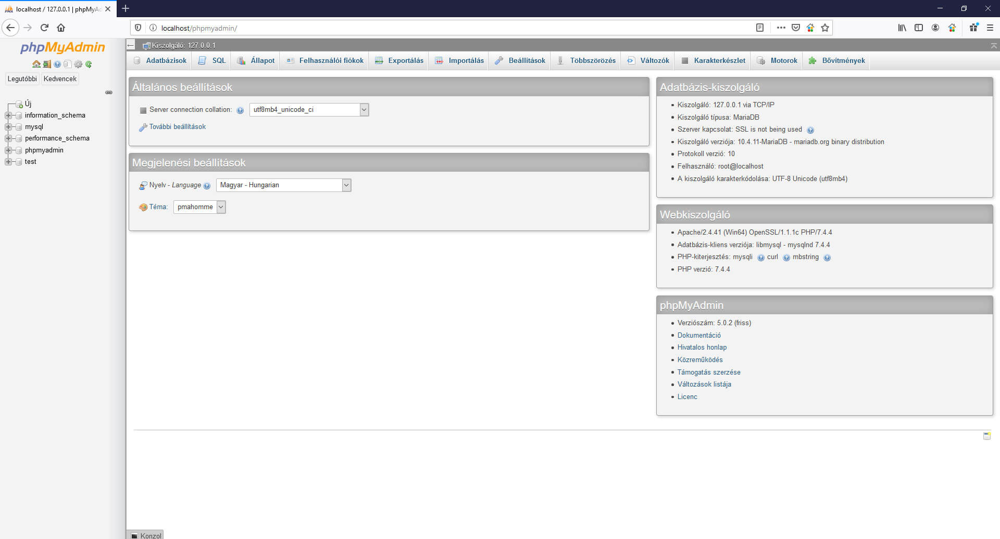 localhost / 127.0.0.1 | phpMyAd
localhost/phpmyadmin/
phpMyAdmin
Legutóbbi Kedvencek
Új
information_schema
mysql
performance_schema
phpmyadmin
test
Kiszolgáló: 127.0.0.1
Adatbázisok SQL Állapot Felhasználói fiókok Exportálás Importálás Beállítások Többszörözés Változók Karakterkészlet Motorok Bővítmények
Általános beállítások
Server connection collation: utf8mb4_unicode_ci
További beállítások
Megjelenési beállítások
Nyelv - Language Magyar - Hungarian
Téma: pmahomme
Adatbázis-kiszolgáló
Kiszolgáló: 127.0.0.1 via TCP/IP
Kiszolgáló típusa: MariaDB
Szerver kapcsolat: SSL is not being used
Kiszolgáló verziója: 10.4.11-MariaDB - mariadb.org binary distribution
Protokoll verzió: 10
Felhasználó: root@localhost
A kiszolgáló karakterkódolása: UTF-8 Unicode (utf8mb4)
Webkiszolgáló
Apache/2.4.41 (Win64) OpenSSL/1.1.1c PHP/7.4.4
Adatbázis-kliens verziója: libmysql - mysqlnd 7.4.4
PHP-kiterjesztés: mysqli curl mbstring
PHP verzió: 7.4.4
phpMyAdmin
Verziószám: 5.0.2 (friss)
Dokumentáció
Hivatalos honlap
Közreműködés
Támogatás szerzése
Változások listája
Licenc
Konzol